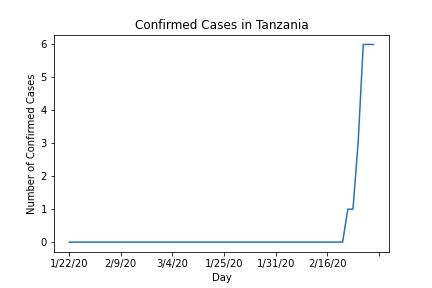 Confirmed Cases in Tanzania
6
5
4
3
2
1
0
Number of Confirmed Cases
1/22/20 2/9/20 3/4/20 1/25/20 1/31/20 2/16/20
Day